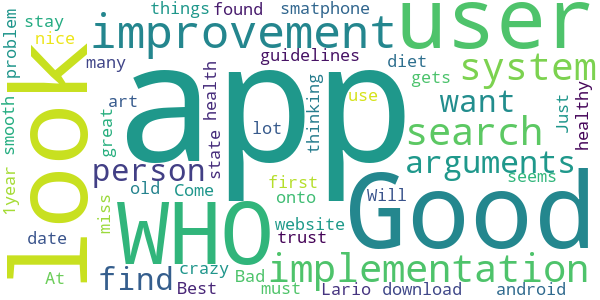 things found smatphone
stay
nice
problem
improvement
user
guidelines
many
diet
system
gets
look
app
art
state health
thinking
use
want
Just
healthy
smooth
great
lot
search
person
arguments
1year
old
Come
first
onto
Good
Will
seems
miss
WHO
website
trust
date
At
find
crazy
Bad
implementation
Best
must
Lario download
android